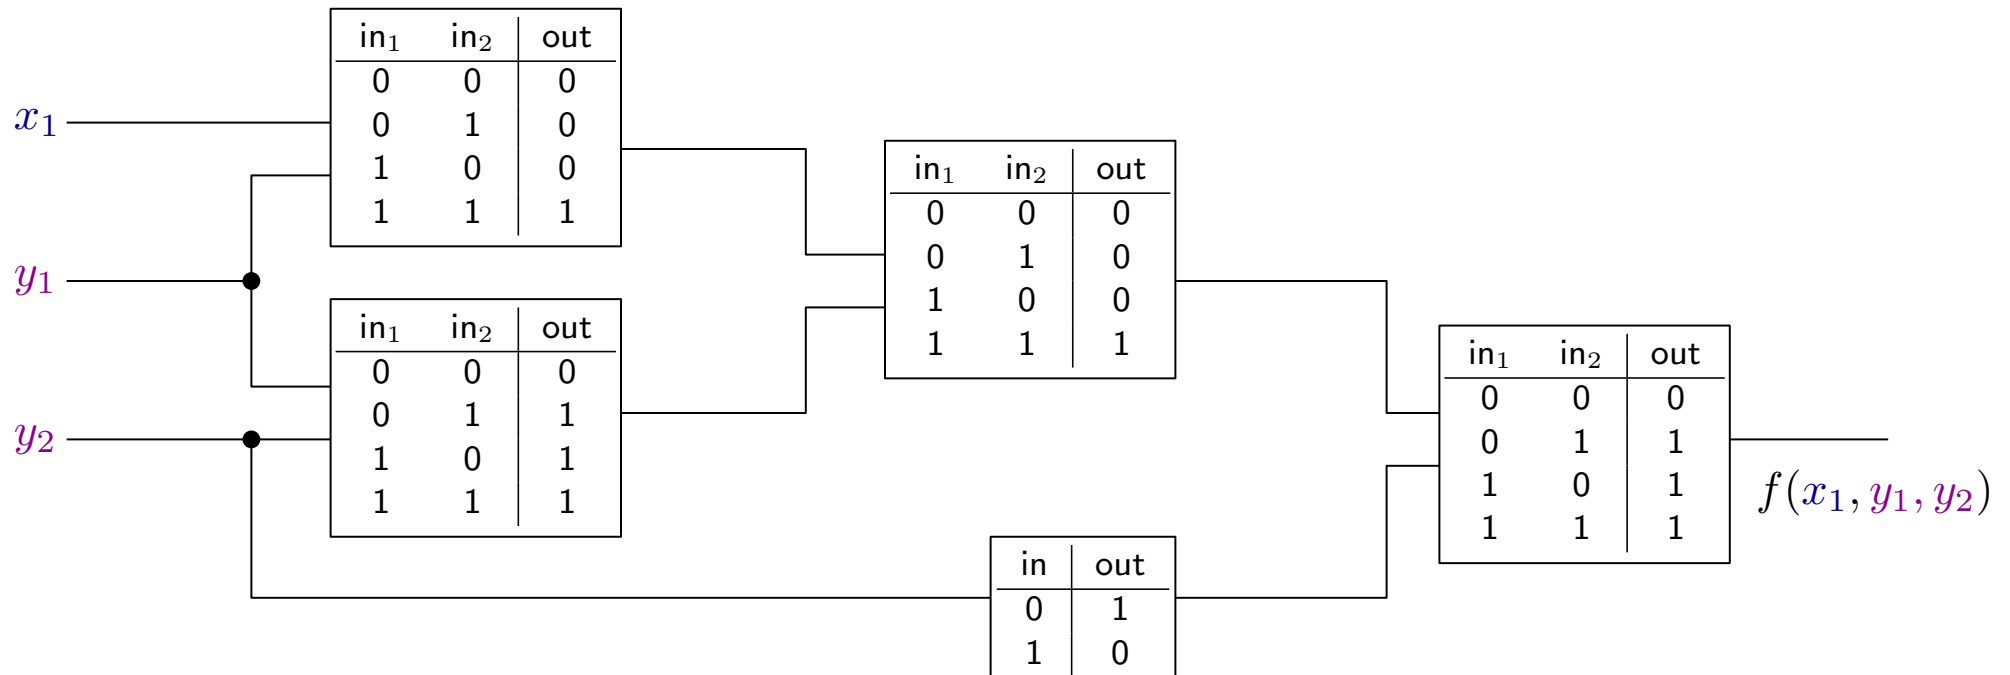 in₁ in₂ out
0 0 0
0 1 0
1 0 0
1 1 1
x₁
y₁
y₂
in₁ in₂ out
0 0 0
0 1 1
1 0 1
1 1 1
in₁ in₂ out
0 0 0
0 1 0
1 0 0
1 1 1
in out
0 1
1 0
in₁ in₂ out
0 0 0
0 1 1
1 0 1
1 1 1
f(x₁, y₁, y₂)